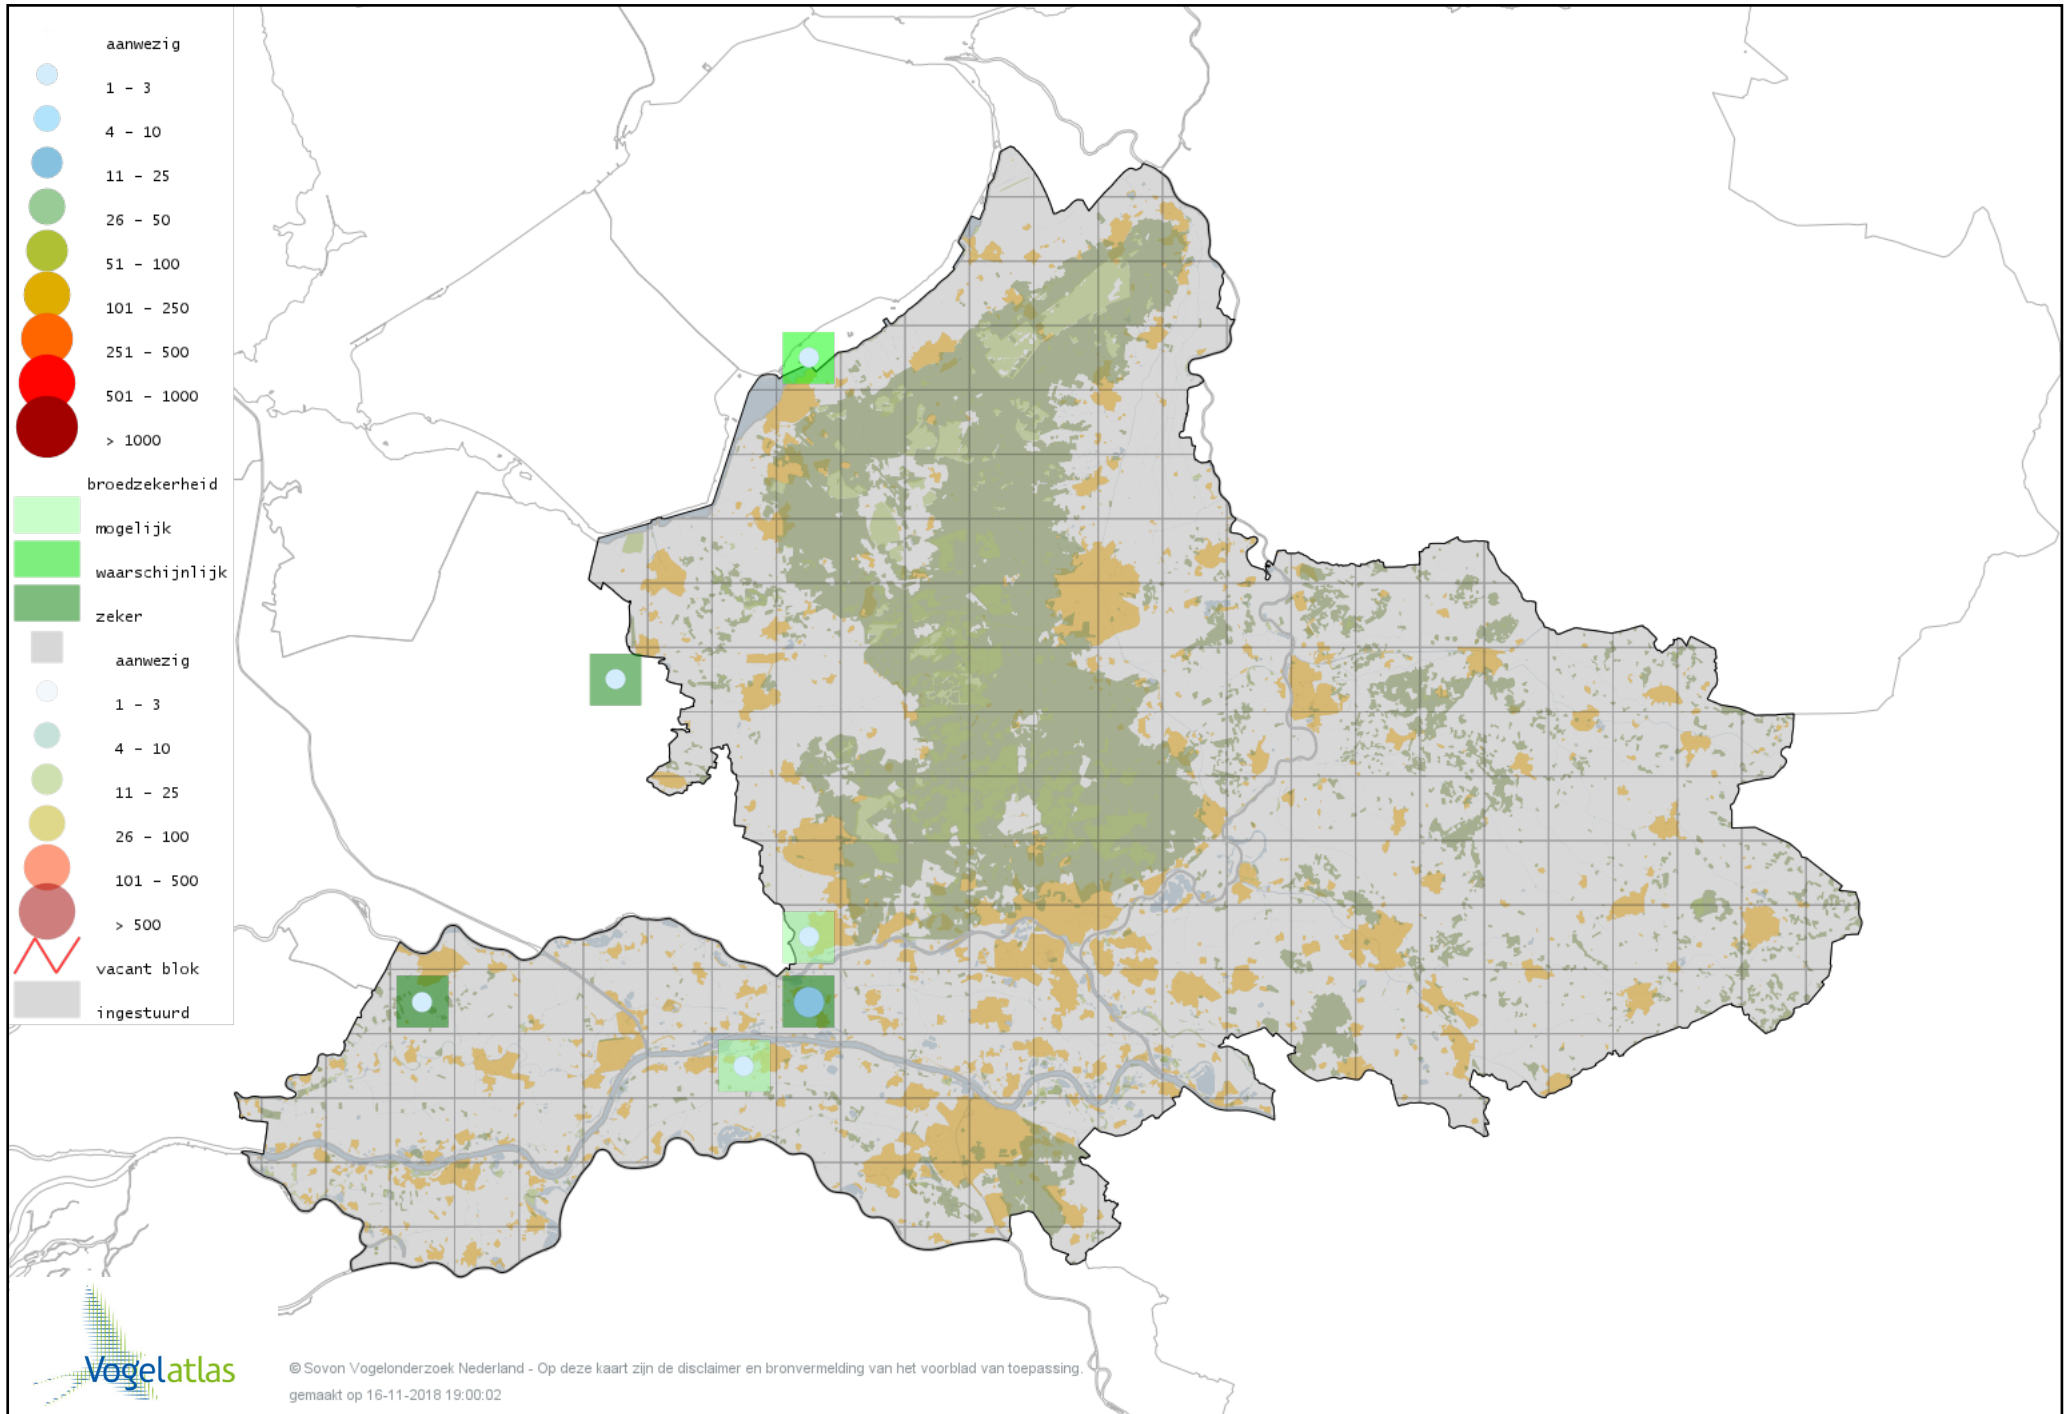 aanwezig
1 - 3
4 - 10
11 - 25
26 - 50
51 - 100
101 - 250
251 - 500
501 - 1000
> 1000
broedzekerheid
mogelijk
waarschijnlijk
zeker
aanwezig
1 - 3
4 - 10
11 - 25
26 - 100
101 - 500
> 500
vacant blok
ingestuurd
Vogelatlas
© Sovon Vogelonderzoek Nederland - Op deze kaart zijn de disclaimer en bronvermelding van het voorblad van toepassing.
gemaakt op 16-11-2018 19:00:02